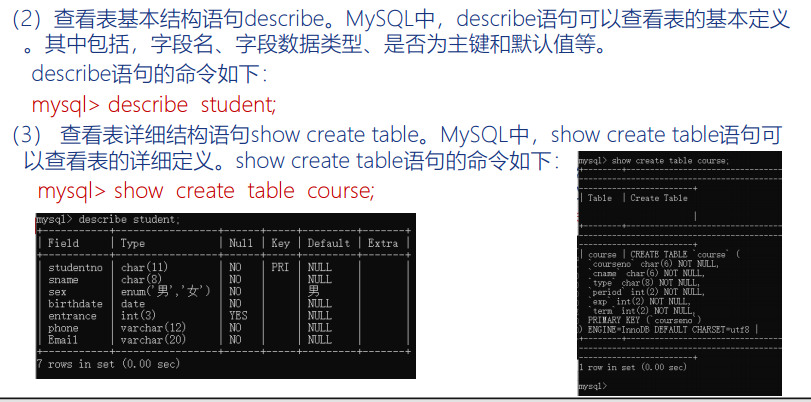 (2) 查看表基本结构语句describe。MySQL中，describe语句可以查看表的基本定义
。其中包括，字段名、字段数据类型、是否为主键和默认值等。
describe语句的命令如下：
mysql> describe student;
(3) 查看表详细结构语句show create table。MySQL中，show create table语句可
以查看表的详细定义。show create table语句的命令如下：
mysql> show create table course;
mysql> describe student;
| Field | Type | Null | Key | Default | Extra |
| studentno | char(11) | NO | PRI | NULL
| sname | char(8) | NO | | NULL
| sex | enum('男','女') | NO | | 男
| birthdate | date | NO | | NULL
| entrance | int(3) | YES | | NULL
| phone | varchar(12) | NO | | NULL
| Email | varchar(20) | NO | | NULL
7 rows in set (0.00 sec)
mysql> show create table course;
| Table | Create Table
|
| course | CREATE TABLE `course` (
`courseno` char(6) NOT NULL,
`cname` char(6) NOT NULL,
`type` char(8) NOT NULL,
`period` int(2) NOT NULL,
`exp` int(2) NOT NULL,
`term` int(2) NOT NULL,
PRIMARY KEY (`courseno`)
) ENGINE=InnoDB DEFAULT CHARSET=utf8 |
1 row in set (0.00 sec)
mysql>